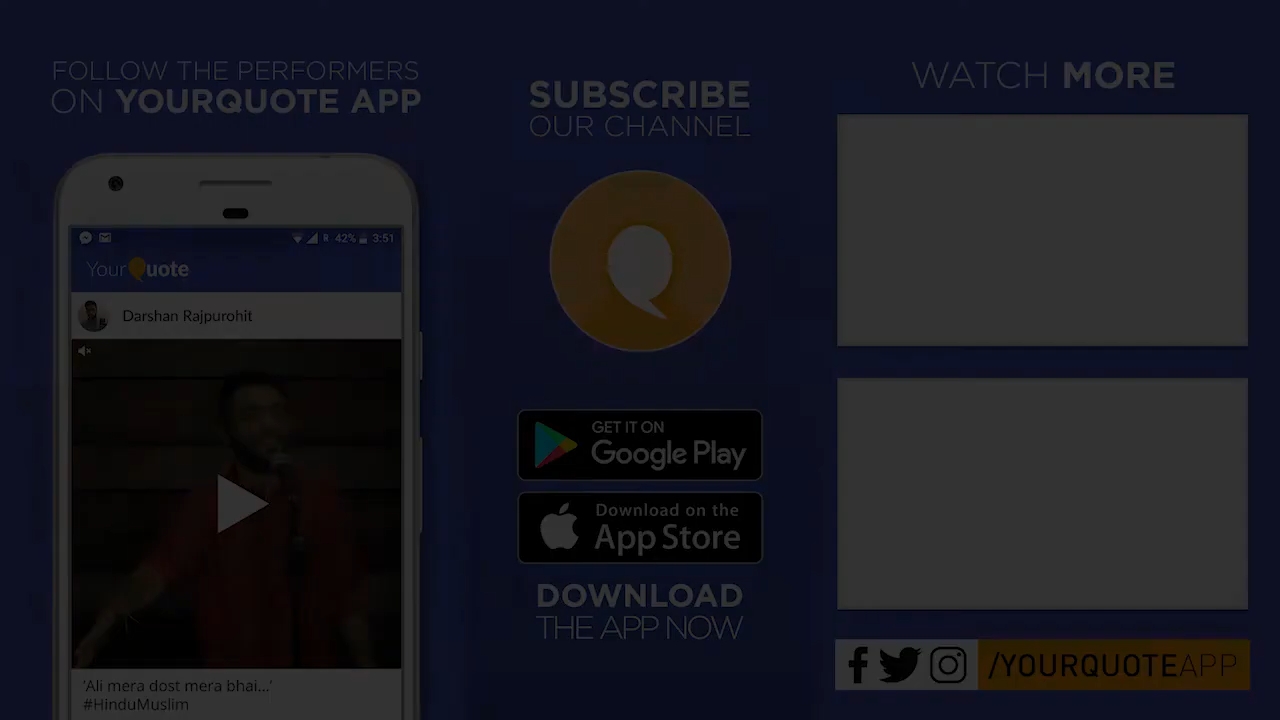 FOLLOW THE PERFORMERS
ON YOURQUOTE APP
42% 3:51
YourQuote
Darshan Rajpurohit
'Ali mera dost mera bhai...'
#HinduMuslim
SUBSCRIBE
OUR CHANNEL
GET IT ON
Google Play
Download on the
App Store
DOWNLOAD
THE APP NOW
WATCH MORE
/YOURQUOTEAPP